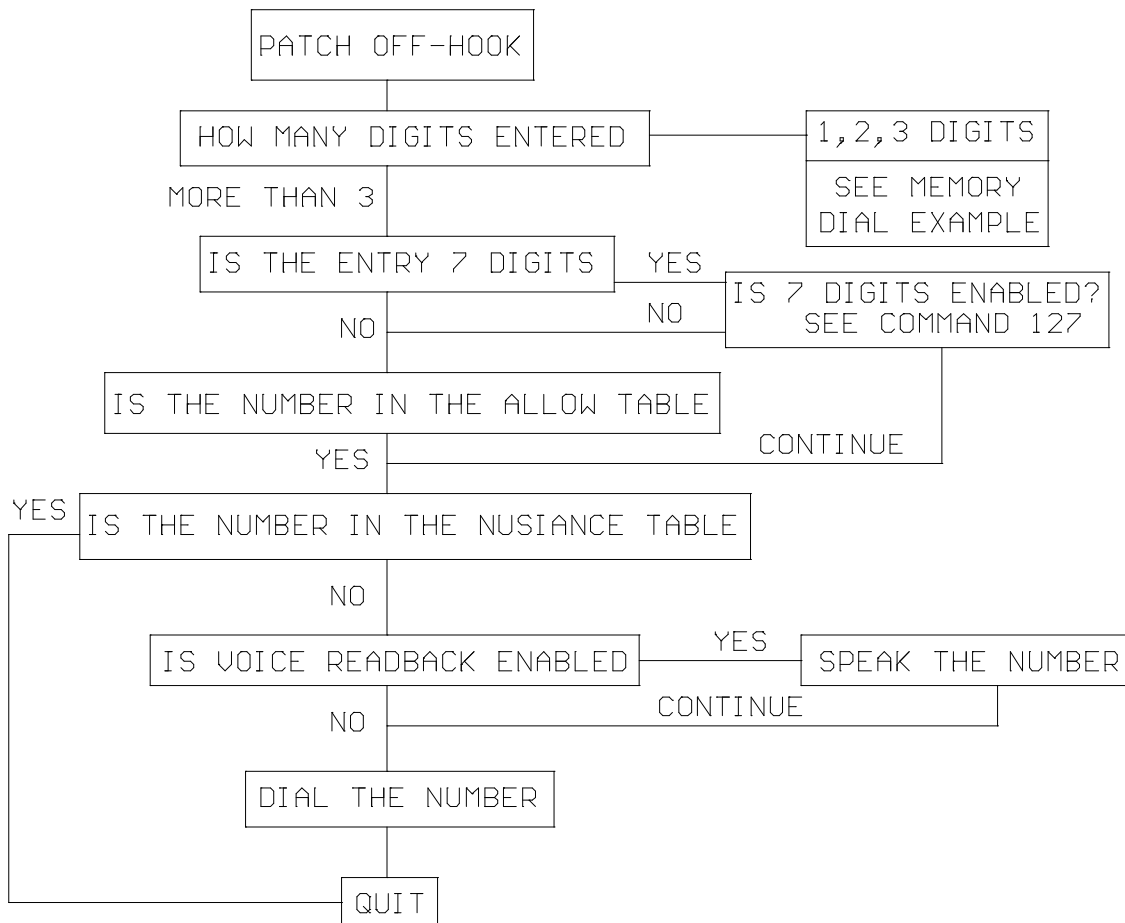 PATCH OFF-HOOK
HOW MANY DIGITS ENTERED
1,2,3 DIGITS
SEE MEMORY
DIAL EXAMPLE
MORE THAN 3
IS THE ENTRY 7 DIGITS
YES
IS 7 DIGITS ENABLED?
SEE COMMAND 127
NO
NO
IS THE NUMBER IN THE ALLOW TABLE
YES
CONTINUE
YES
IS THE NUMBER IN THE NUSIANCE TABLE
NO
IS VOICE READBACK ENABLED
YES
SPEAK THE NUMBER
NO
CONTINUE
DIAL THE NUMBER
QUIT